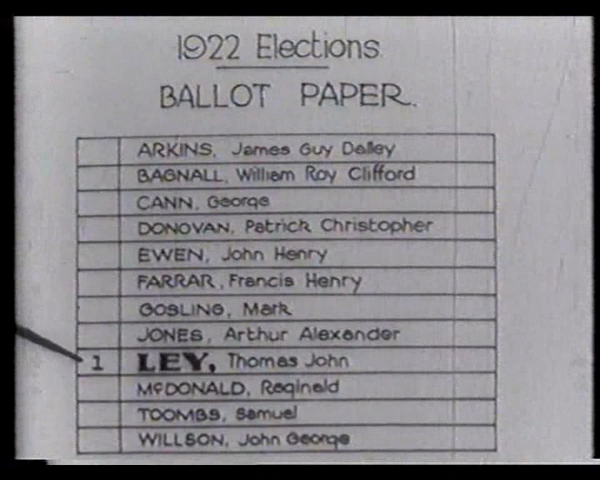 1922 Elections
BALLOT PAPER.
ARKINS, James Guy Dalley
BAGNALL, William Roy Clifford
CANN, George
DONOVAN, Patrick Christopher
EWEN, John Henry
FARRAR, Francis Henry
GOSLING, Mark
JONES, Arthur Alexander
1 LEY, Thomas John
McDONALD, Reginald
TOOMBS, Samuel
WILLSON, John George